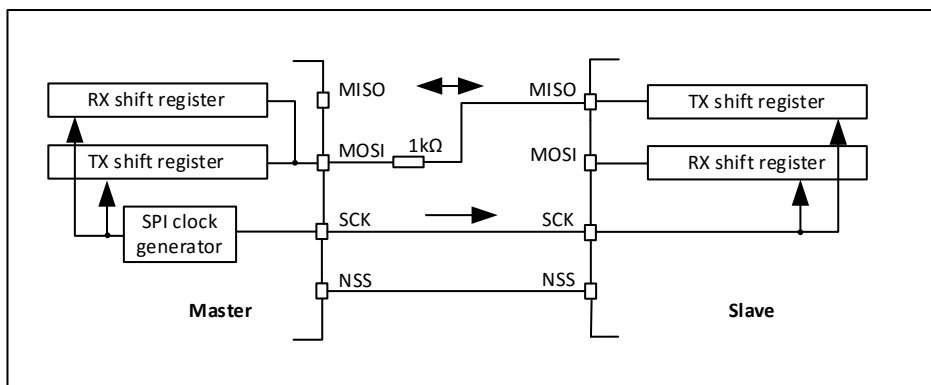 RX shift register
MISO
MISO
TX shift register
TX shift register
MOSI
1kΩ
MOSI
RX shift register
SPI clock
generator
SCK
SCK
NSS
NSS
Master
Slave